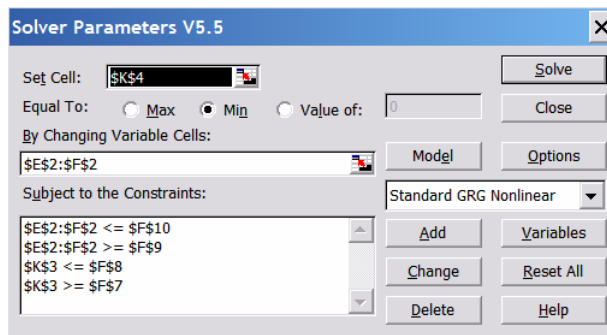 Solver Parameters V5.5
Set Cell: $K$4 Solve
Equal To: Max Min Value of: 0 Close
By Changing Variable Cells:
$E$2:$F$2 Model Options
Subject to the Constraints: Standard GRG Nonlinear
$E$2:$F$2 <= $F$10 Add Variables
$E$2:$F$2 >= $F$9
$K$3 <= $F$8 Change Reset All
$K$3 >= $F$7
Delete Help